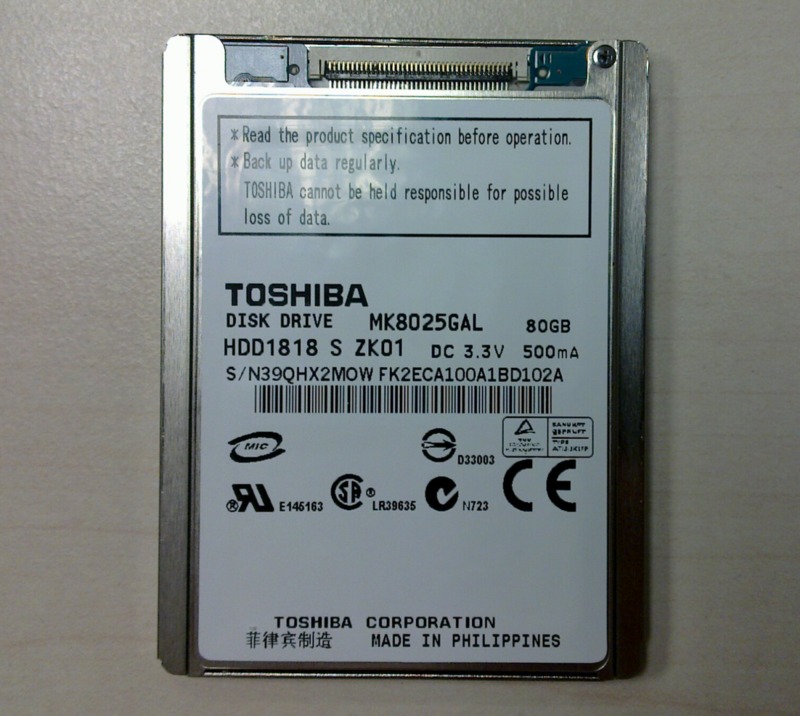 *Read the product specification before operation.
*Back up data regularly.
TOSHIBA cannot be held responsible for possible
loss of data.
TOSHIBA
DISK DRIVE MK8025GAL 80GB
HDD1818 S ZK01 DC 3.3V 500mA
S/N39QHX2MOW FK2ECA100A1BD102A
MIC
D33003
E145163
SA
LR39635
N723
CE
TOSHIBA CORPORATION
菲律宾制造 MADE IN PHILIPPINES